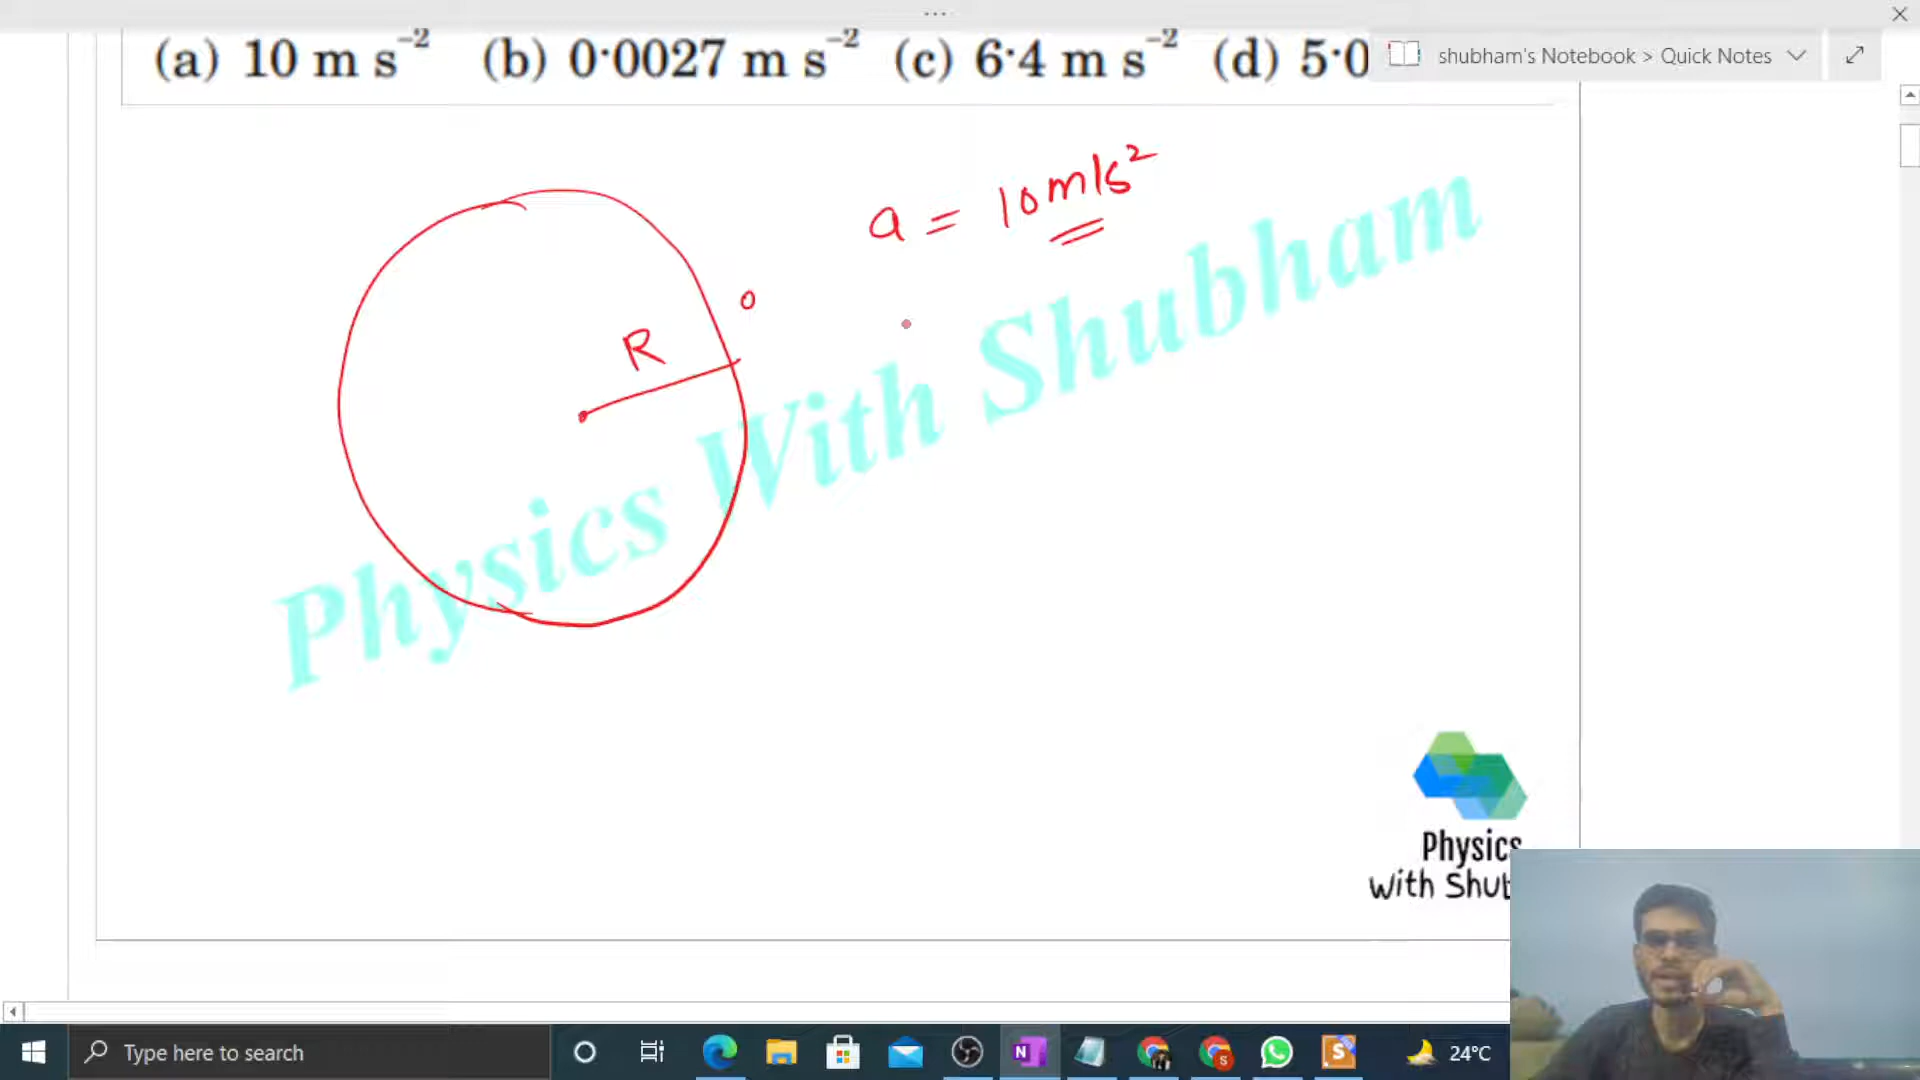 (a) 10 m s⁻² (b) 0·0027 m s⁻² (c) 6·4 m s⁻² (d) 5·0
shubham's Notebook > Quick Notes
a = 10 m/s²
R
Physics With Shubham
Physics
With Shub
Type here to search
24°C